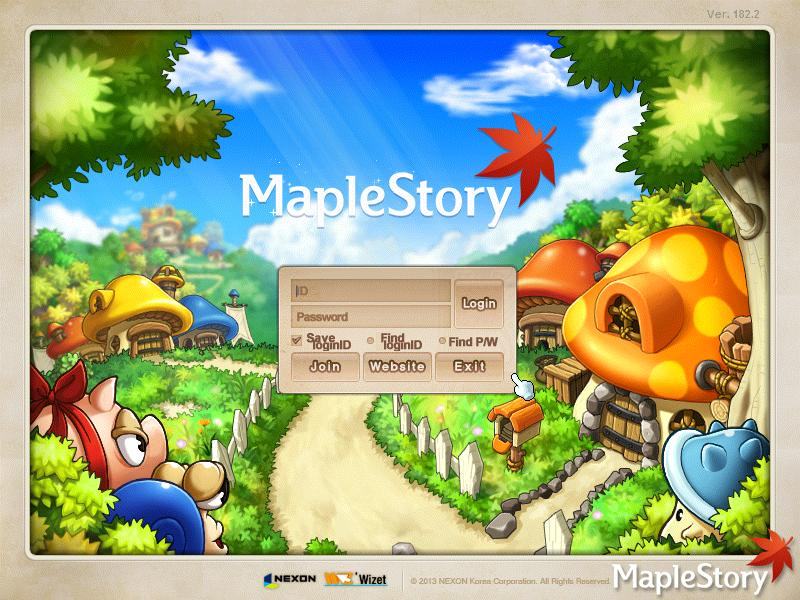 Ver. 182.2
MapleStory
ID
Login
Password
Save loginID
Find loginID
Find P/W
Join Website Exit
NEXON Wizet © 2013 NEXON Korea Corporation. All Rights Reserved.
MapleStory